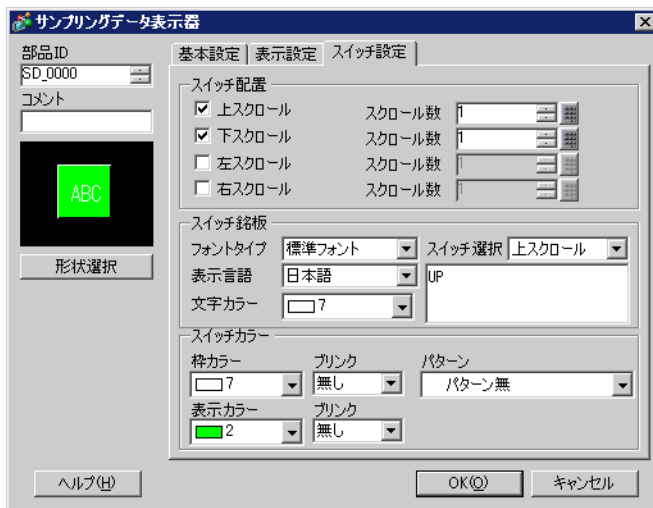 サンプリングデータ表示器
部品ID
SD_0000
コメント
ABC
形状選択
基本設定 表示設定 スイッチ設定
スイッチ配置
上スクロール スクロール数 1
下スクロール スクロール数 1
左スクロール スクロール数 1
右スクロール スクロール数 1
スイッチ銘板
フォントタイプ 標準フォント スイッチ選択 上スクロール
表示言語 日本語 UP
文字カラー 7
スイッチカラー
枠カラー ブリンク パターン
7 無し パターン無
表示カラー ブリンク
2 無し
ヘルプ(H) OK(O) キャンセル